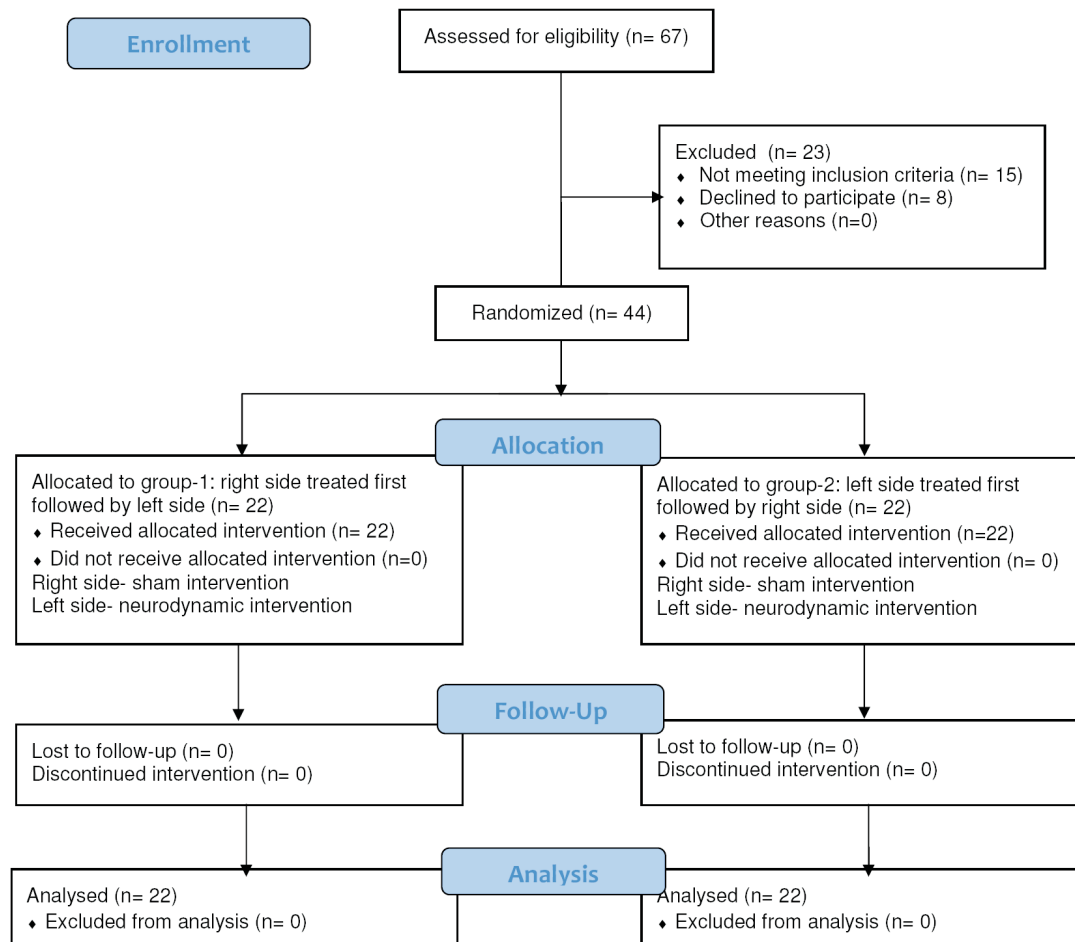 Enrollment
Assessed for eligibility (n= 67)
Excluded (n= 23)
♦ Not meeting inclusion criteria (n= 15)
♦ Declined to participate (n= 8)
♦ Other reasons (n=0)
Randomized (n= 44)
Allocation
Allocated to group-1: right side treated first
followed by left side (n= 22)
♦ Received allocated intervention (n= 22)
♦ Did not receive allocated intervention (n=0)
Right side- sham intervention
Left side- neurodynamic intervention
Allocated to group-2: left side treated first
followed by right side (n= 22)
♦ Received allocated intervention (n=22)
♦ Did not receive allocated intervention (n= 0)
Right side- sham intervention
Left side- neurodynamic intervention
Follow-Up
Lost to follow-up (n= 0)
Discontinued intervention (n= 0)
Lost to follow-up (n= 0)
Discontinued intervention (n= 0)
Analysis
Analysed (n= 22)
♦ Excluded from analysis (n= 0)
Analysed (n= 22)
♦ Excluded from analysis (n= 0)